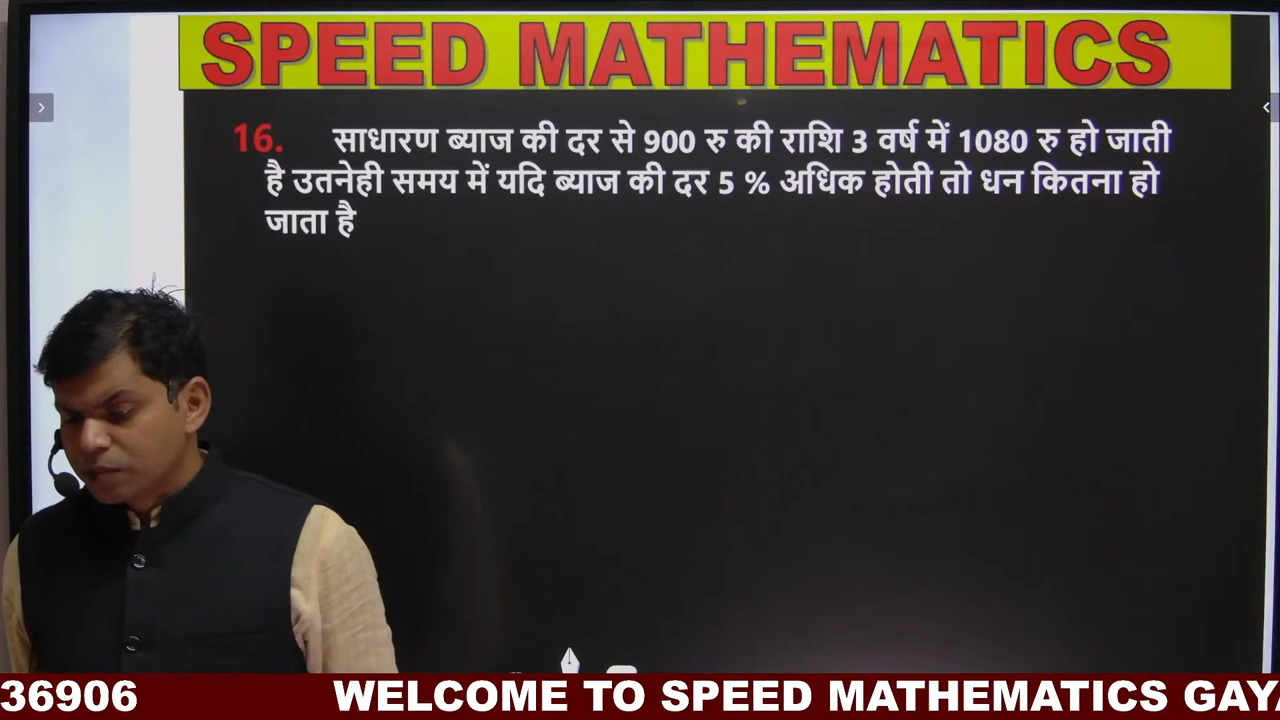 SPEED MATHEMATICS
16. साधारण ब्याज की दर से 900 रु की राशि 3 वर्ष में 1080 रु हो जाती
है उतनेही समय में यदि ब्याज की दर 5 % अधिक होती तो धन कितना हो
जाता है
36906 WELCOME TO SPEED MATHEMATICS GAYA